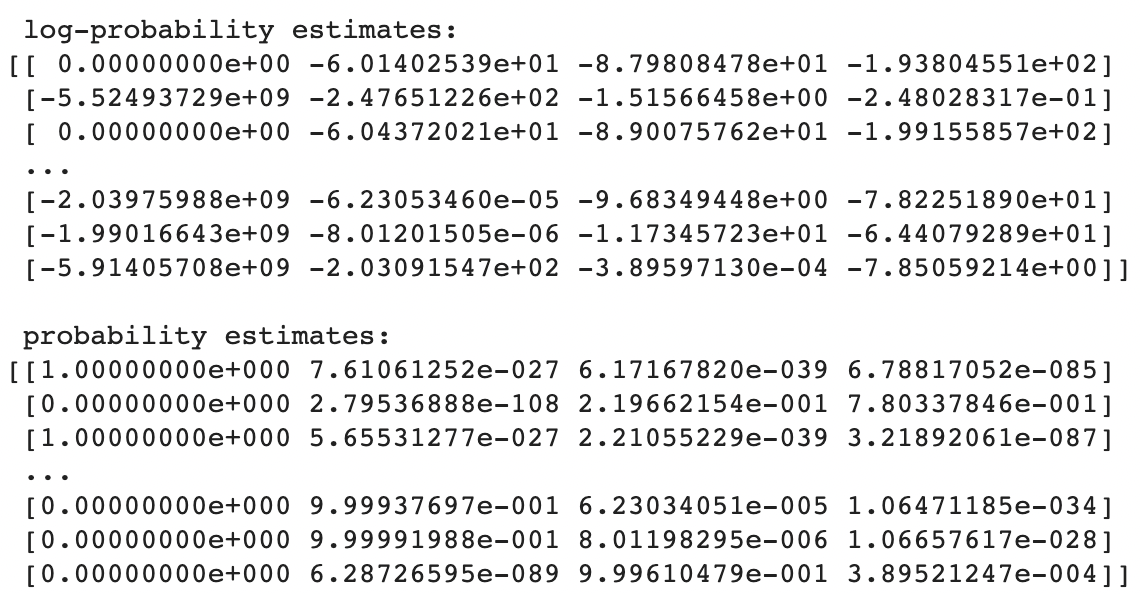 log-probability estimates:
[[ 0.00000000e+00 -6.01402539e+01 -8.79808478e+01 -1.93804551e+02]
[-5.52493729e+09 -2.47651226e+02 -1.51566458e+00 -2.48028317e-01]
[ 0.00000000e+00 -6.04372021e+01 -8.90075762e+01 -1.99155857e+02]
...
[-2.03975988e+09 -6.23053460e-05 -9.68349448e+00 -7.82251890e+01]
[-1.99016643e+09 -8.01201505e-06 -1.17345723e+01 -6.44079289e+01]
[-5.91405708e+09 -2.03091547e+02 -3.89597130e-04 -7.85059214e+00]]
probability estimates:
[[1.00000000e+000 7.61061252e-027 6.17167820e-039 6.78817052e-085]
[0.00000000e+000 2.79536888e-108 2.19662154e-001 7.80337846e-001]
[1.00000000e+000 5.65531277e-027 2.21055229e-039 3.21892061e-087]
...
[0.00000000e+000 9.99937697e-001 6.23034051e-005 1.06471185e-034]
[0.00000000e+000 9.99991988e-001 8.01198295e-006 1.06657617e-028]
[0.00000000e+000 6.28726595e-089 9.99610479e-001 3.89521247e-004]]